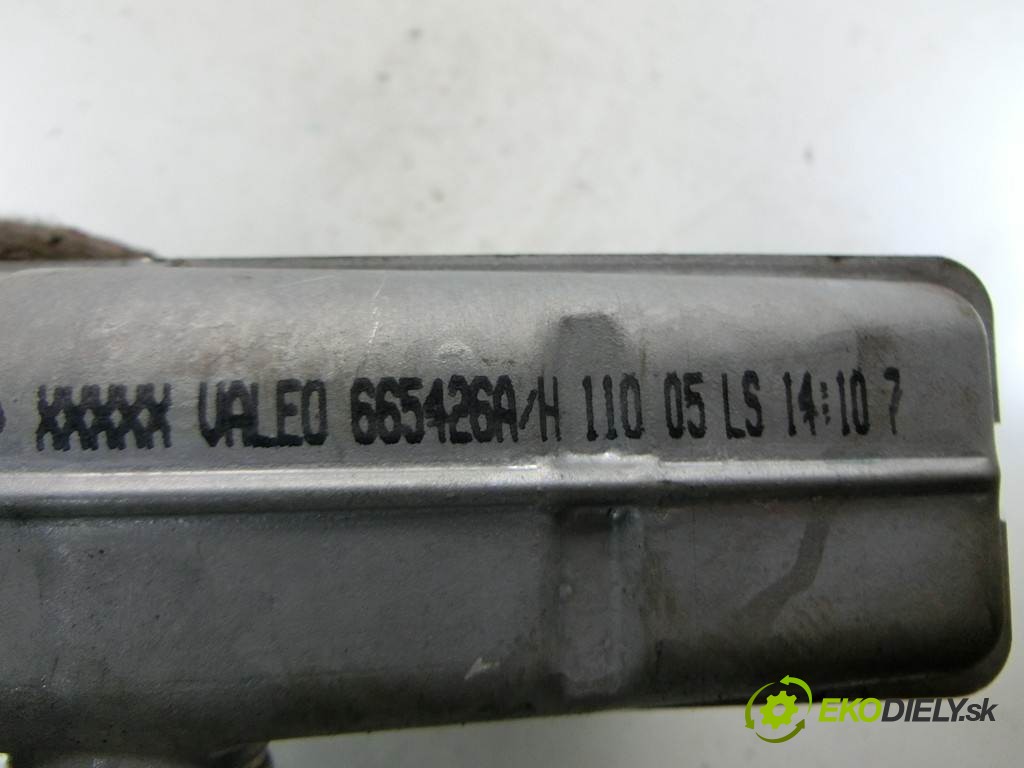 XXXXX VALEO 665426A/H 110 05 LS 14:10 7
EKODIELY.sk